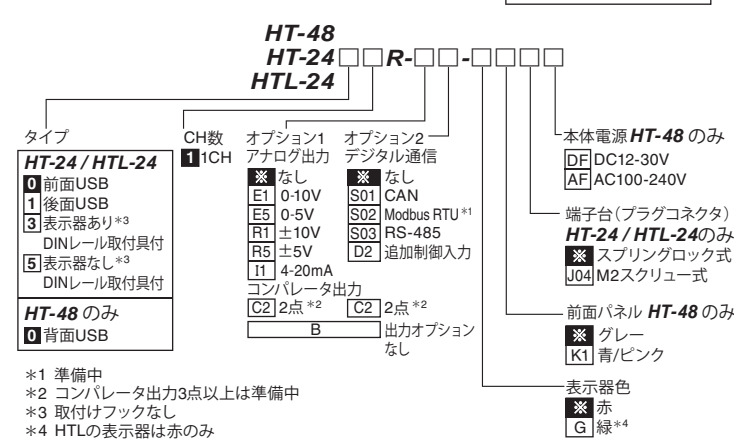 HT-48
HT-24□□R-□□-□□□□
HTL-24
タイプ
HT-24 / HTL-24
0 前面USB
1 後面USB
3 表示器あり*3
DINレール取付具付
5 表示器なし*3
DINレール取付具付
HT-48 のみ
0 背面USB
CH数
1 1CH
オプション1
アナログ出力
※ なし
E1 0-10V
E5 0-5V
R1 ±10V
R5 ±5V
I1 4-20mA
コンパレータ出力
C2 2点*2
オプション2
デジタル通信
※ なし
S01 CAN
S02 Modbus RTU*1
S03 RS-485
D2 追加制御入力
C2 2点*2
B 出力オプション
なし
本体電源 HT-48 のみ
DF DC12-30V
AF AC100-240V
端子台(プラグコネクタ)
HT-24 / HTL-24のみ
※ スプリングロック式
J04 M2スクリュー式
前面パネル HT-48 のみ
※ グレー
K1 青/ピンク
表示器色
※ 赤
G 緑*4
*1 準備中
*2 コンパレータ出力3点以上は準備中
*3 取付けフックなし
*4 HTLの表示器は赤のみ